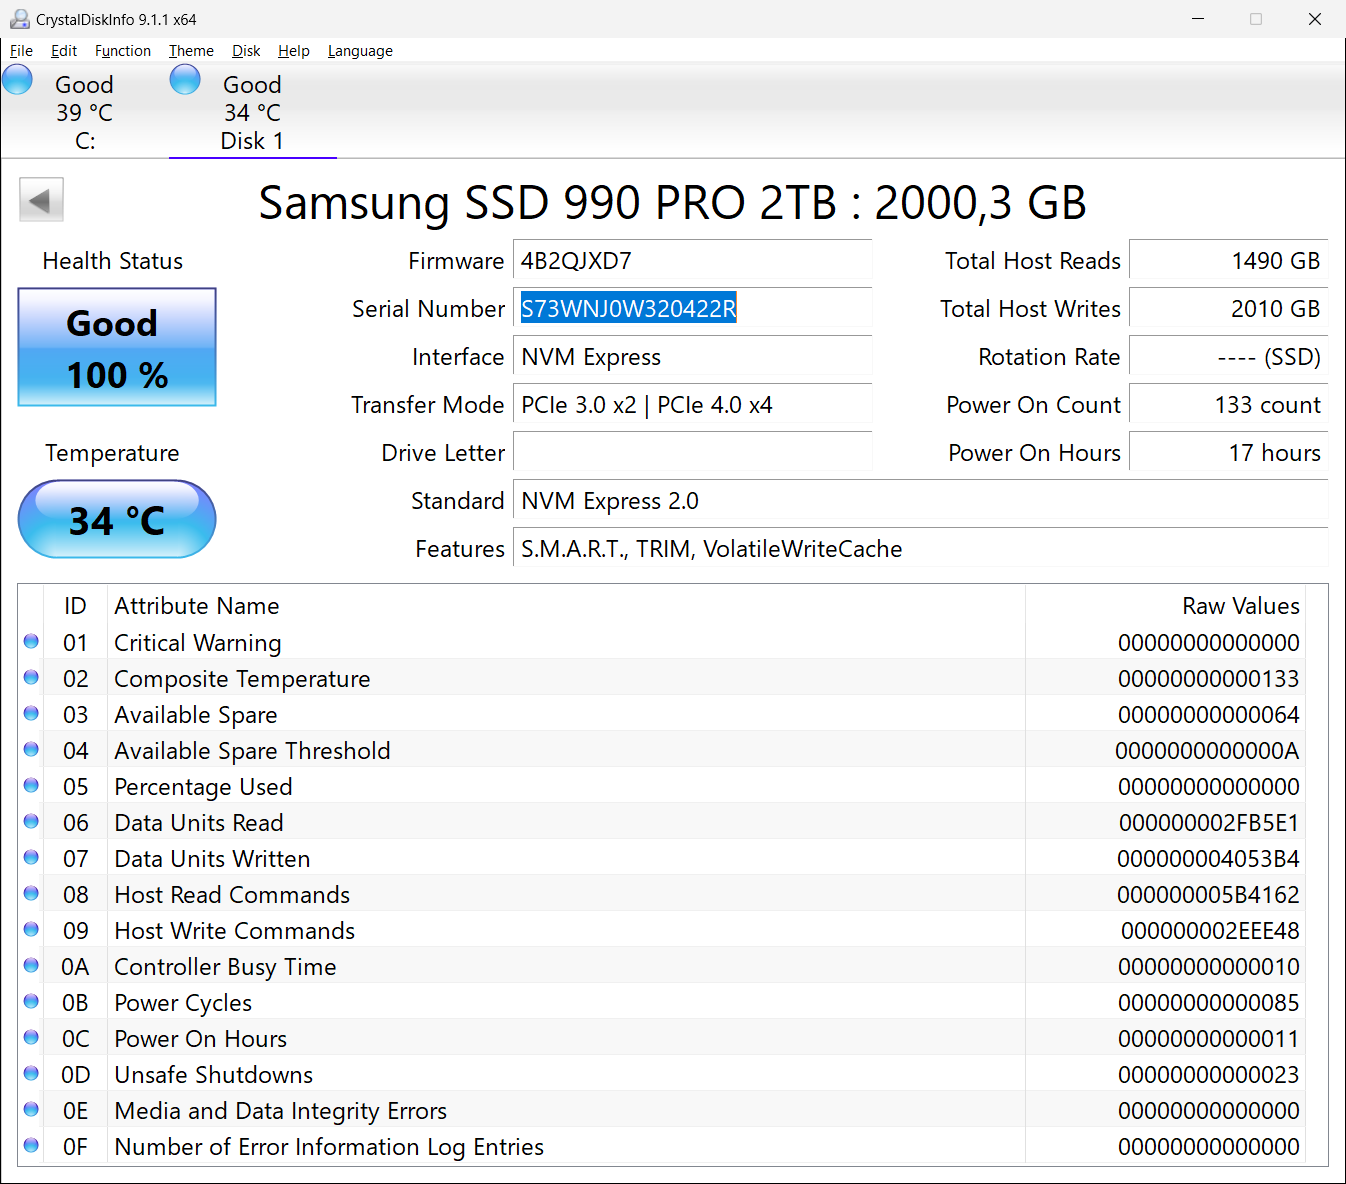 CrystalDiskInfo 9.1.1 x64
File Edit Function Theme Disk Help Language
Good Good
39 °C 34 °C
C: Disk 1
Samsung SSD 990 PRO 2TB : 2000,3 GB
Health Status
Good
100 %
Temperature
34 °C
Firmware 4B2QJXD7
Serial Number S73WNJ0W320422R
Interface NVM Express
Transfer Mode PCIe 3.0 x2 | PCIe 4.0 x4
Drive Letter
Standard NVM Express 2.0
Features S.M.A.R.T., TRIM, VolatileWriteCache
Total Host Reads 1490 GB
Total Host Writes 2010 GB
Rotation Rate ---- (SSD)
Power On Count 133 count
Power On Hours 17 hours
ID Attribute Name Raw Values
01 Critical Warning 00000000000000
02 Composite Temperature 00000000000133
03 Available Spare 00000000000064
04 Available Spare Threshold 0000000000000A
05 Percentage Used 00000000000000
06 Data Units Read 000000002FB5E1
07 Data Units Written 000000004053B4
08 Host Read Commands 000000005B4162
09 Host Write Commands 000000002EEE48
0A Controller Busy Time 00000000000010
0B Power Cycles 00000000000085
0C Power On Hours 00000000000011
0D Unsafe Shutdowns 00000000000023
0E Media and Data Integrity Errors 00000000000000
0F Number of Error Information Log Entries 00000000000000